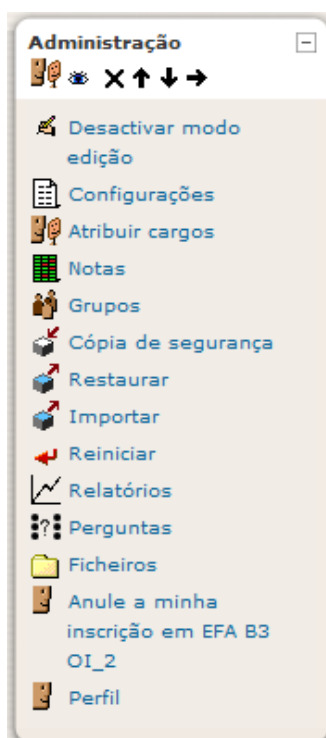 Administração
Desactivar modo
edição
Configurações
Atribuir cargos
Notas
Grupos
Cópia de segurança
Restaurar
Importar
Reiniciar
Relatórios
Perguntas
Ficheiros
Anule a minha
inscrição em EFA B3
OI_2
Perfil